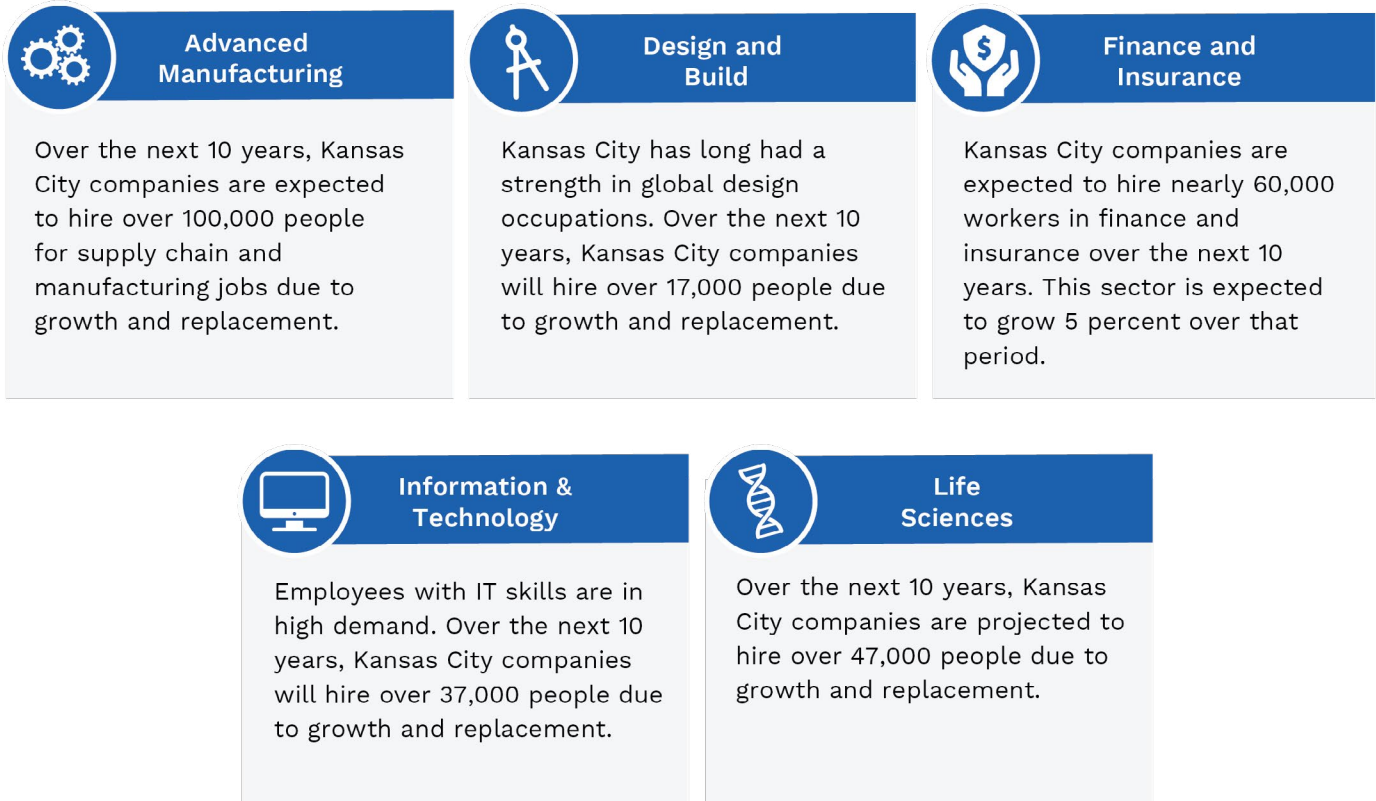 Advanced
Manufacturing
Over the next 10 years, Kansas
City companies are expected
to hire over 100,000 people
for supply chain and
manufacturing jobs due to
growth and replacement.
Design and
Build
Kansas City has long had a
strength in global design
occupations. Over the next 10
years, Kansas City companies
will hire over 17,000 people due
to growth and replacement.
$
Finance and
Insurance
Kansas City companies are
expected to hire nearly 60,000
workers in finance and
insurance over the next 10
years. This sector is expected
to grow 5 percent over that
period.
Information &
Technology
Employees with IT skills are in
high demand. Over the next 10
years, Kansas City companies
will hire over 37,000 people due
to growth and replacement.
Life
Sciences
Over the next 10 years, Kansas
City companies are projected to
hire over 47,000 people due to
growth and replacement.